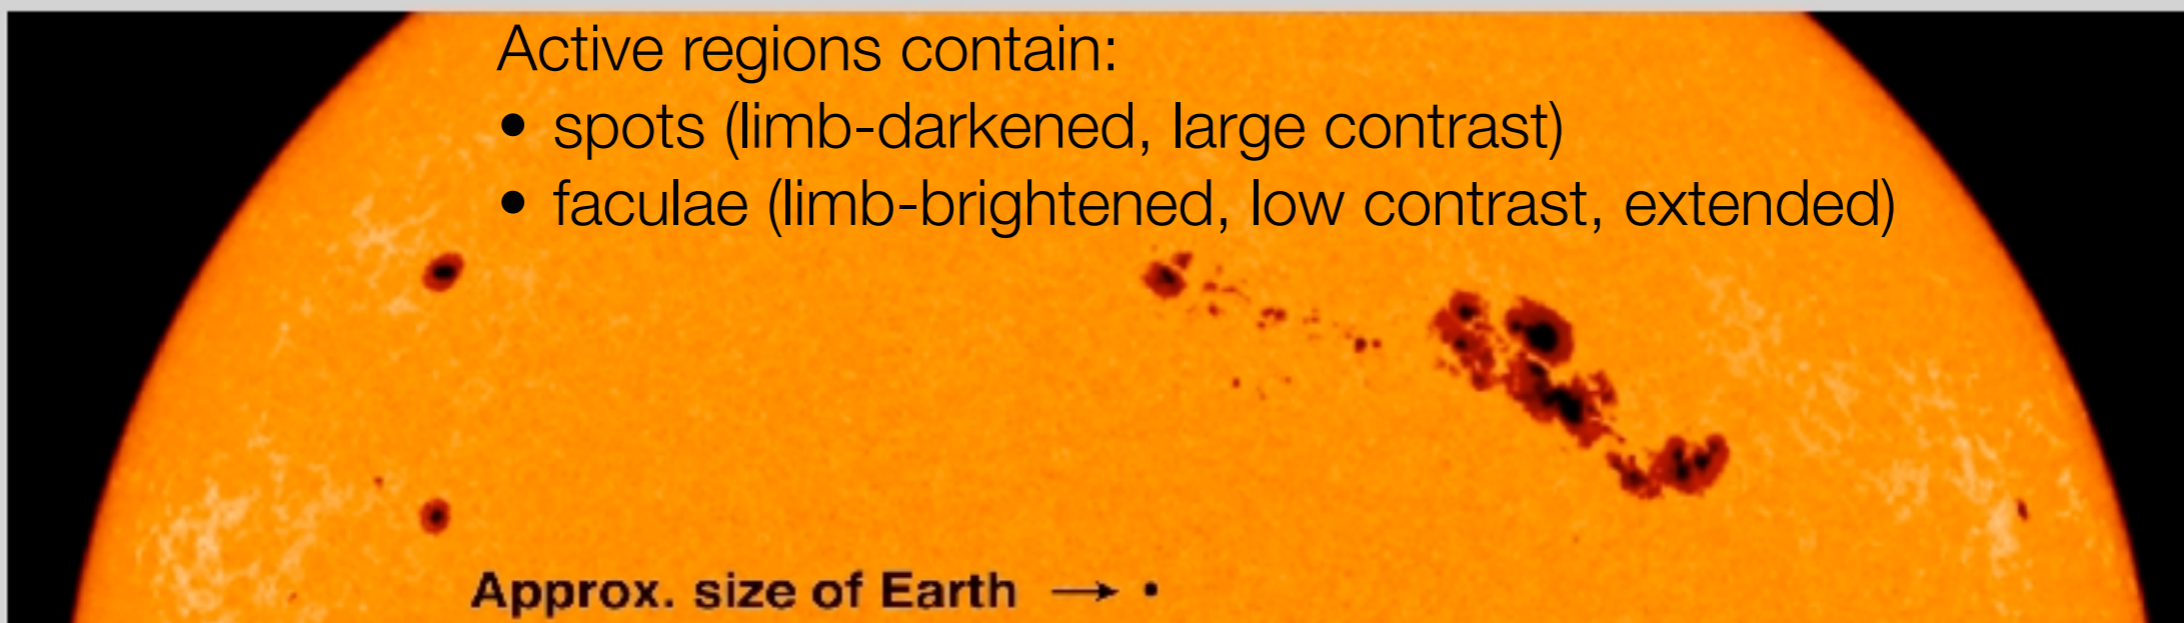 Active regions contain:
• spots (limb-darkened, large contrast)
• faculae (limb-brightened, low contrast, extended)
Approx. size of Earth →